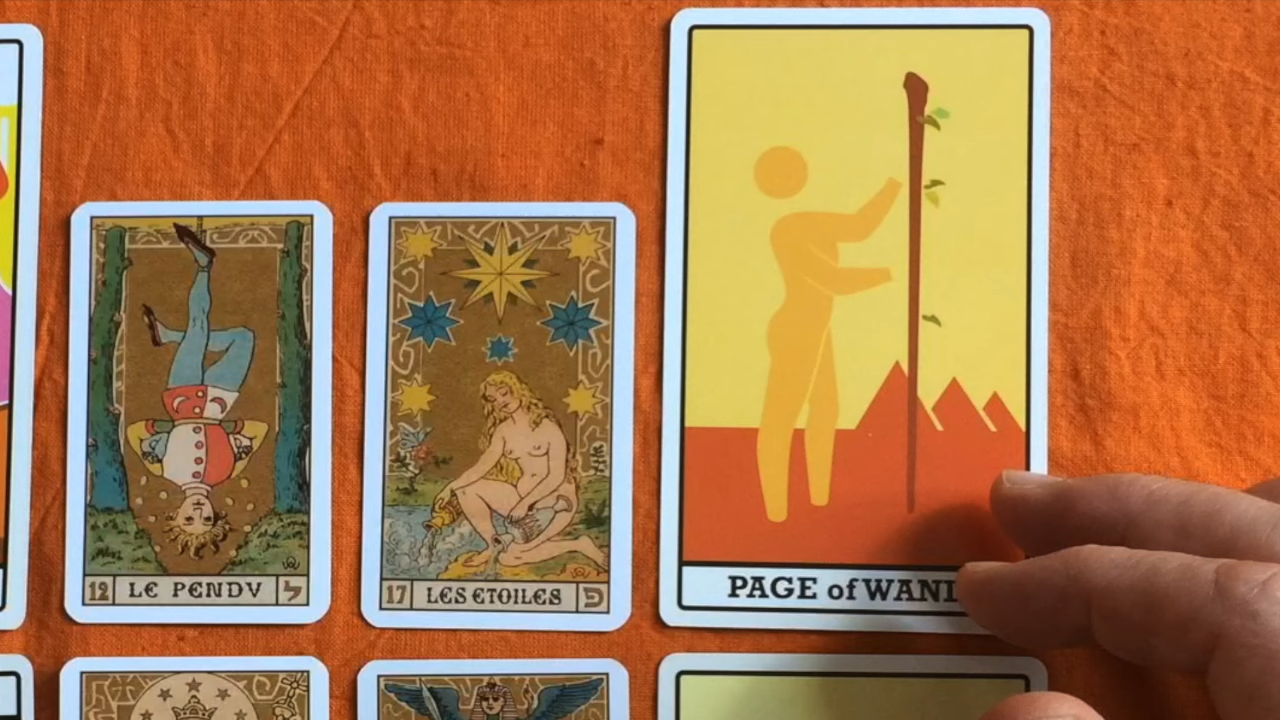 12 LE PENDV ל
17 LES ETOILES פ
PAGE of WAN